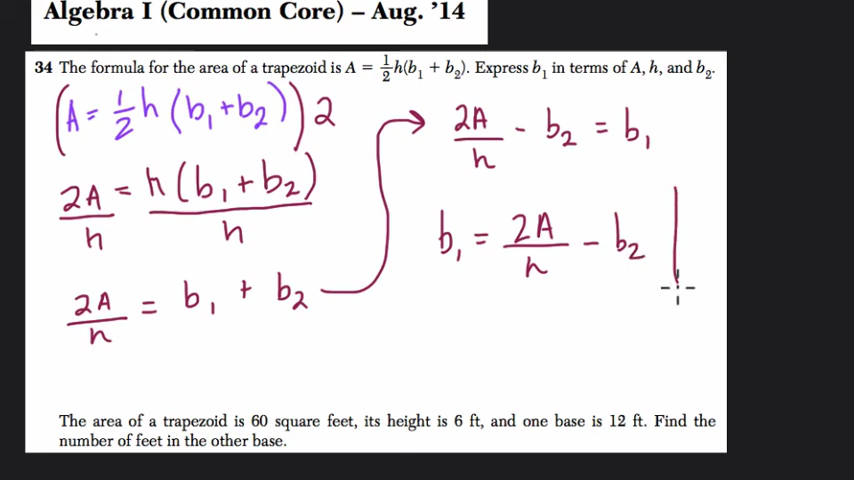 Algebra I (Common Core) – Aug. ’14
34 The formula for the area of a trapezoid is A = 1/2 h(b₁ + b₂). Express b₁ in terms of A, h, and b₂.
(A = 1/2 h (b₁ + b₂)) 2
2A/h = h(b₁ + b₂)/h
2A/h = b₁ + b₂
2A/h - b₂ = b₁
b₁ = 2A/h - b₂
The area of a trapezoid is 60 square feet, its height is 6 ft, and one base is 12 ft. Find the
number of feet in the other base.